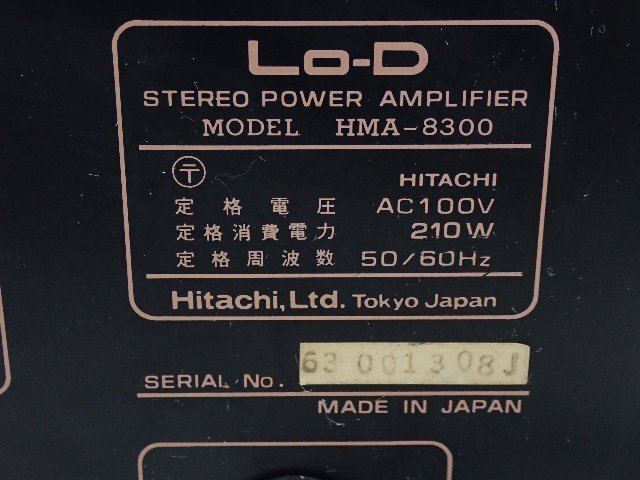 Lo-D
STEREO POWER AMPLIFIER
MODEL HMA-8300
〒 HITACHI
定格電圧 AC100V
定格消費電力 210W
定格周波数 50/60Hz
Hitachi, Ltd. Tokyo Japan
SERIAL No. 63 001308J
MADE IN JAPAN